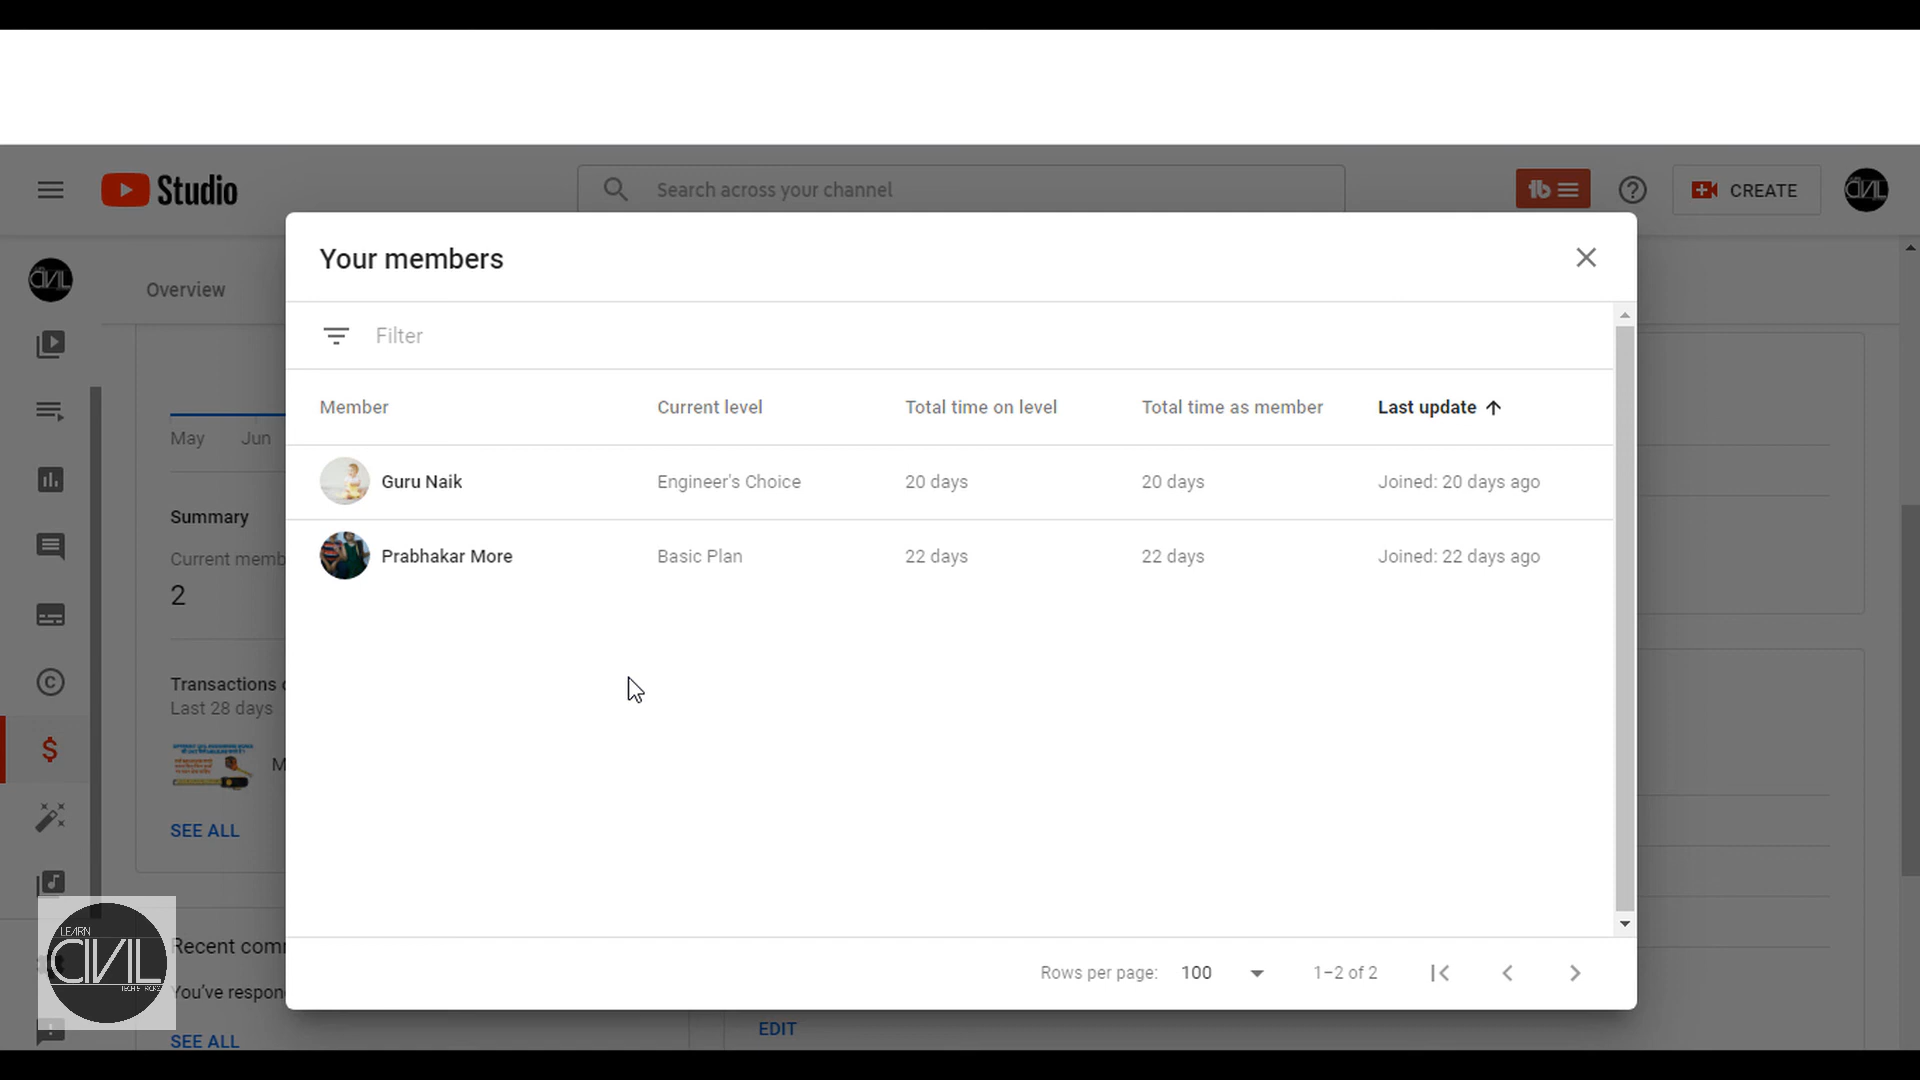 Studio
Search across your channel
CREATE
Overview
Your members
Filter
Member Current level Total time on level Total time as member Last update
Guru Naik Engineer's Choice 20 days 20 days Joined: 20 days ago
Prabhakar More Basic Plan 22 days 22 days Joined: 22 days ago
May Jun
Summary
Current memb
2
Transactions
Last 28 days
M
SEE ALL
Recent com
You've respon
SEE ALL
EDIT
Rows per page: 100 1–2 of 2
LEARN
CIVIL